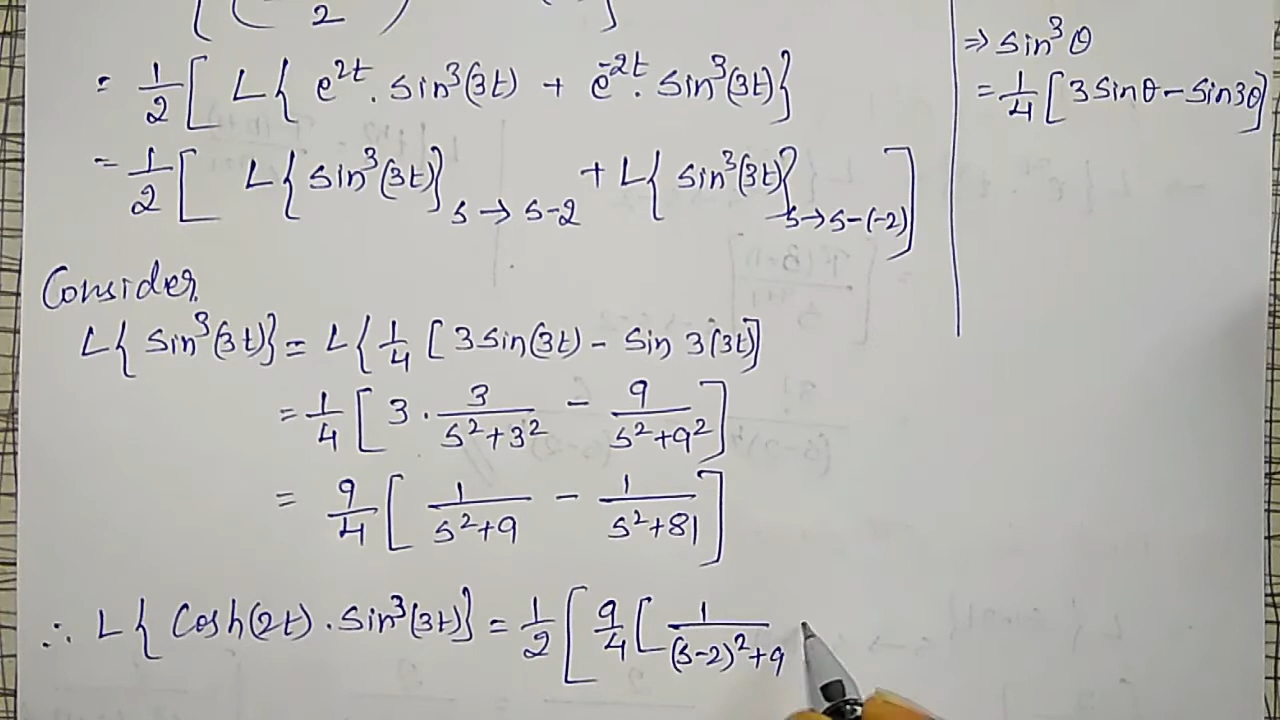 2
= 1/2 [ L{ e^2t . sin^3(3t) + e^-2t . sin^3(3t)}
= 1/2 [ L{sin^3(3t)}_s→s-2 + L{ sin^3(3t)}_s→s-(-2) ]
Consider
L{ sin^3(3t)} = L{ 1/4 [ 3 sin(3t) - sin 3(3t)]
= 1/4 [ 3 . 3/(s^2+3^2) - 9/(s^2+9^2) ]
= 9/4 [ 1/(s^2+9) - 1/(s^2+81) ]
∴ L{ Cosh(2t) . sin^3(3t)} = 1/2 [ 9/4 [ 1/((s-2)^2+9)
⇒ sin^3 θ
= 1/4 [ 3 sin θ - sin 3θ]